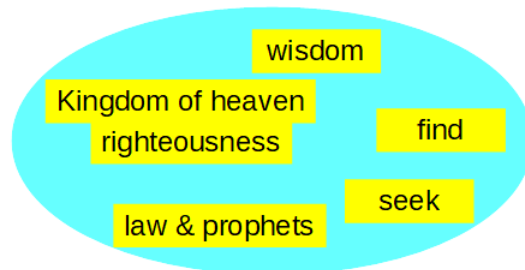 wisdom
Kingdom of heaven
righteousness
find
seek
law & prophets